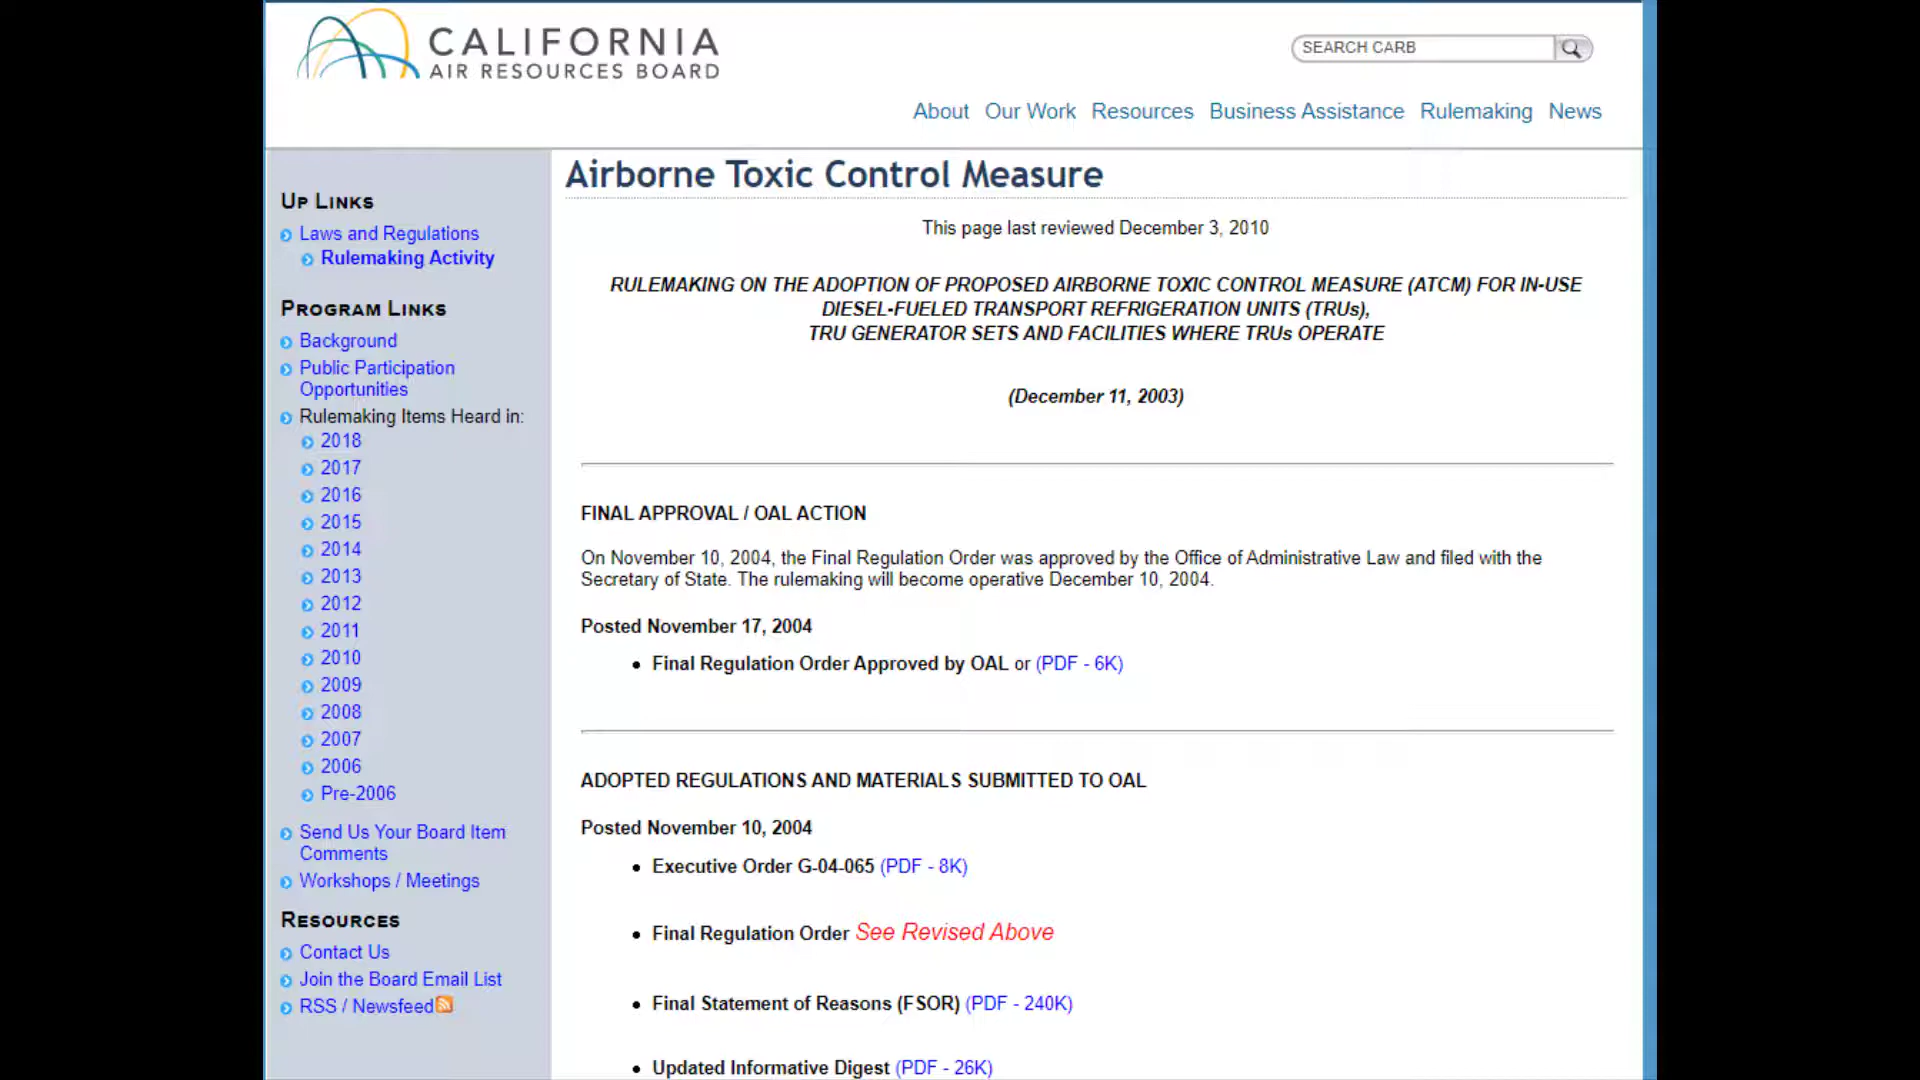 CALIFORNIA
AIR RESOURCES BOARD
SEARCH CARB
About Our Work Resources Business Assistance Rulemaking News
UP LINKS
Laws and Regulations
Rulemaking Activity
PROGRAM LINKS
Background
Public Participation
Opportunities
Rulemaking Items Heard in:
2018
2017
2016
2015
2014
2013
2012
2011
2010
2009
2008
2007
2006
Pre-2006
Send Us Your Board Item
Comments
Workshops / Meetings
RESOURCES
Contact Us
Join the Board Email List
RSS / Newsfeed
Airborne Toxic Control Measure
This page last reviewed December 3, 2010
RULEMAKING ON THE ADOPTION OF PROPOSED AIRBORNE TOXIC CONTROL MEASURE (ATCM) FOR IN-USE
DIESEL-FUELED TRANSPORT REFRIGERATION UNITS (TRUs),
TRU GENERATOR SETS AND FACILITIES WHERE TRUs OPERATE
(December 11, 2003)
FINAL APPROVAL / OAL ACTION
On November 10, 2004, the Final Regulation Order was approved by the Office of Administrative Law and filed with the
Secretary of State. The rulemaking will become operative December 10, 2004.
Posted November 17, 2004
Final Regulation Order Approved by OAL or (PDF - 6K)
ADOPTED REGULATIONS AND MATERIALS SUBMITTED TO OAL
Posted November 10, 2004
Executive Order G-04-065 (PDF - 8K)
Final Regulation Order See Revised Above
Final Statement of Reasons (FSOR) (PDF - 240K)
Updated Informative Digest (PDF - 26K)